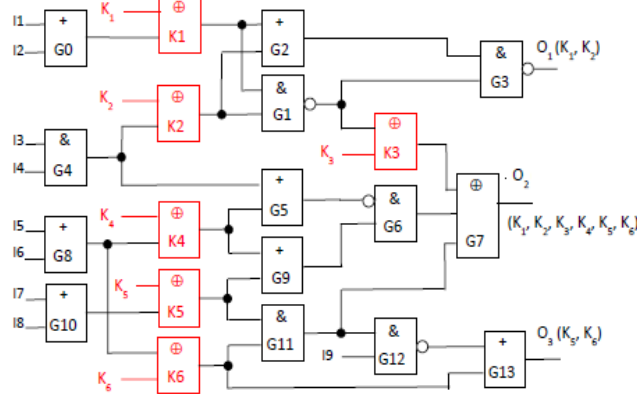 I1
I2
+
G0
K1
⊕
K1
+
G2
&
G3
O1(K1, K2)
K2
⊕
K2
&
G1
I3
I4
&
G4
K3
⊕
K3
+
G5
&
G6
⊕
G7
. O2
(K1, K2, K3, K4, K5, K6)
I5
I6
+
G8
K4
⊕
K4
+
G9
I7
I8
+
G10
K5
⊕
K5
&
G11
K6
⊕
K6
I9
&
G12
+
G13
O3(K5, K6)